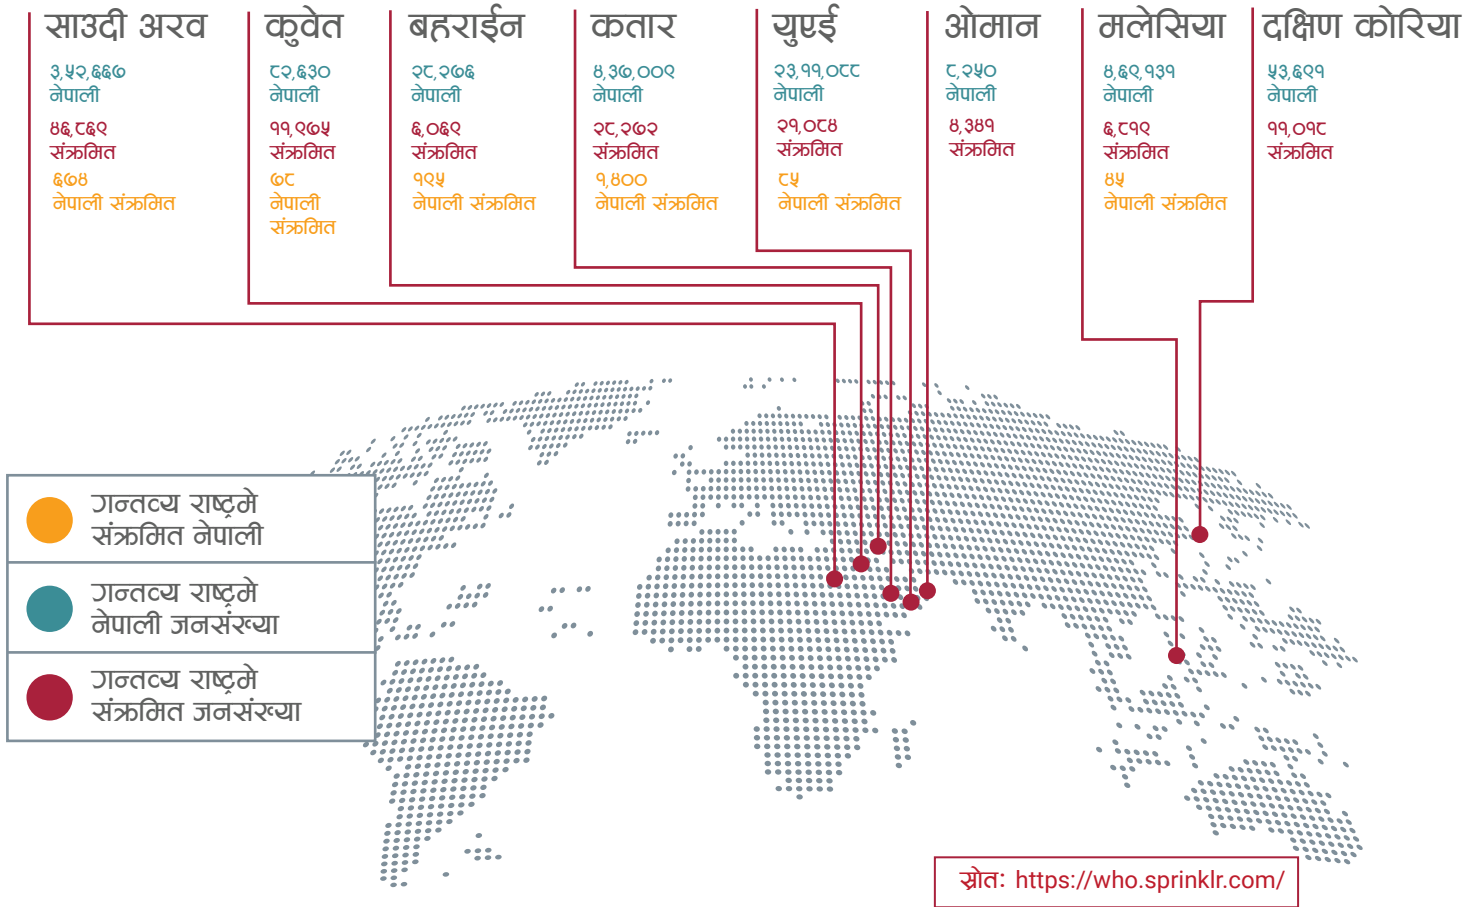 साउदी अरव
३,५२,६६७
नेपाली
४६,८६९
संक्रमित
६७४
नेपाली संक्रमित
कुवेत
८२,६३०
नेपाली
११,९७५
संक्रमित
७८
नेपाली
संक्रमित
बहराईन
२८,२७६
नेपाली
६,०६९
संक्रमित
१९५
नेपाली संक्रमित
कतार
४,३७,००९
नेपाली
२८,२७२
संक्रमित
१,४००
नेपाली संक्रमित
युएई
२३,११,०८८
नेपाली
२१,०८४
संक्रमित
८५
नेपाली संक्रमित
ओमान
८,२५०
नेपाली
४,३४१
संक्रमित
मलेसिया
४,६९,१३१
नेपाली
६,८१९
संक्रमित
४५
नेपाली संक्रमित
दक्षिण कोरिया
५३,६९१
नेपाली
११,०१८
संक्रमित
गन्तव्य राष्ट्रमे
संक्रमित नेपाली
गन्तव्य राष्ट्रमे
नेपाली जनसंख्या
गन्तव्य राष्ट्रमे
संक्रमित जनसंख्या
स्रोतः https://who.sprinklr.com/